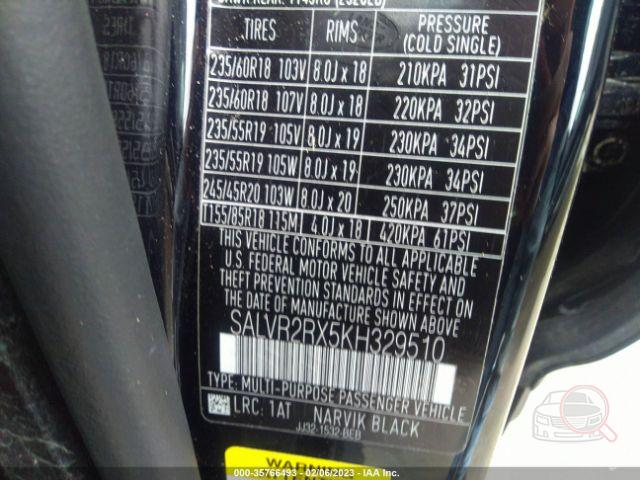 TIRES RIMS PRESSURE (COLD SINGLE)
235/60R18 103V 8.0J x 18 210KPA 31PSI
235/60R18 107V 8.0J x 18 220KPA 32PSI
235/55R19 105V 8.0J x 19 230KPA 34PSI
235/55R19 105W 8.0J x 19 230KPA 34PSI
245/45R20 103W 8.0J x 20 250KPA 37PSI
T155/85R18 115M 4.0J x 18 420KPA 61PSI
THIS VEHICLE CONFORMS TO ALL APPLICABLE
U.S. FEDERAL MOTOR VEHICLE SAFETY AND
THEFT PREVENTION STANDARDS IN EFFECT ON
DATE OF MANUFACTURE SHOWN ABOVE.
SALVR2RX5KH329510
TYPE: MULTI-PURPOSE PASSENGER VEHICLE
LRC: 1AT NARVIK BLACK
JJ32-1532-BEB
WARNING
© IAA - 35766493 - 02/06/2023 - IAAI.COM